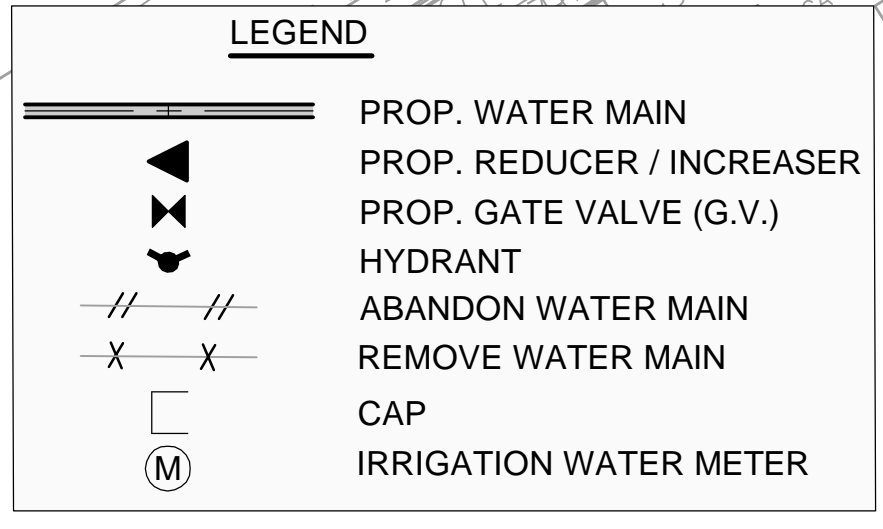 LEGEND
PROP. WATER MAIN
PROP. REDUCER / INCREASER
PROP. GATE VALVE (G.V.)
HYDRANT
ABANDON WATER MAIN
REMOVE WATER MAIN
CAP
M IRRIGATION WATER METER